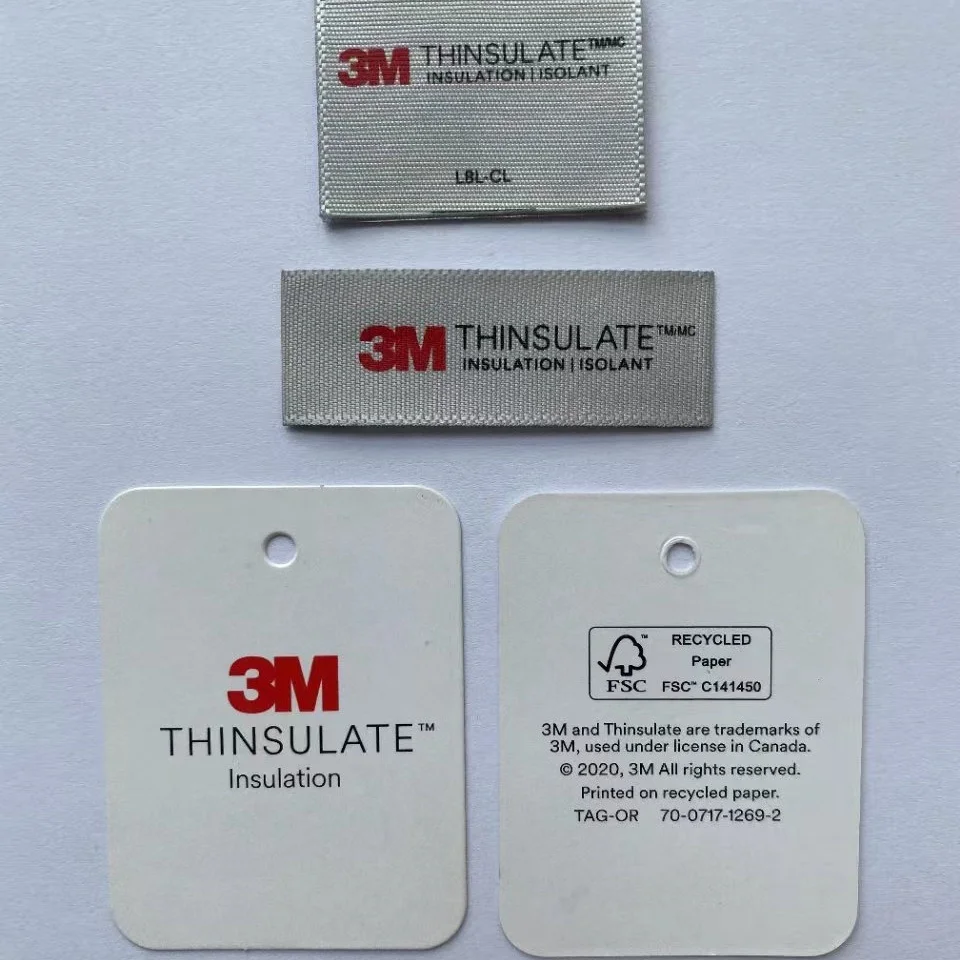 3M THINSULATE™/MC
INSULATION | ISOLANT
LBL-CL
3M THINSULATE™/MC
INSULATION | ISOLANT
3M
THINSULATE™
Insulation
™
FSC
RECYCLED
Paper
FSC™ C141450
3M and Thinsulate are trademarks of
3M, used under license in Canada.
© 2020, 3M All rights reserved.
Printed on recycled paper.
TAG-OR 70-0717-1269-2